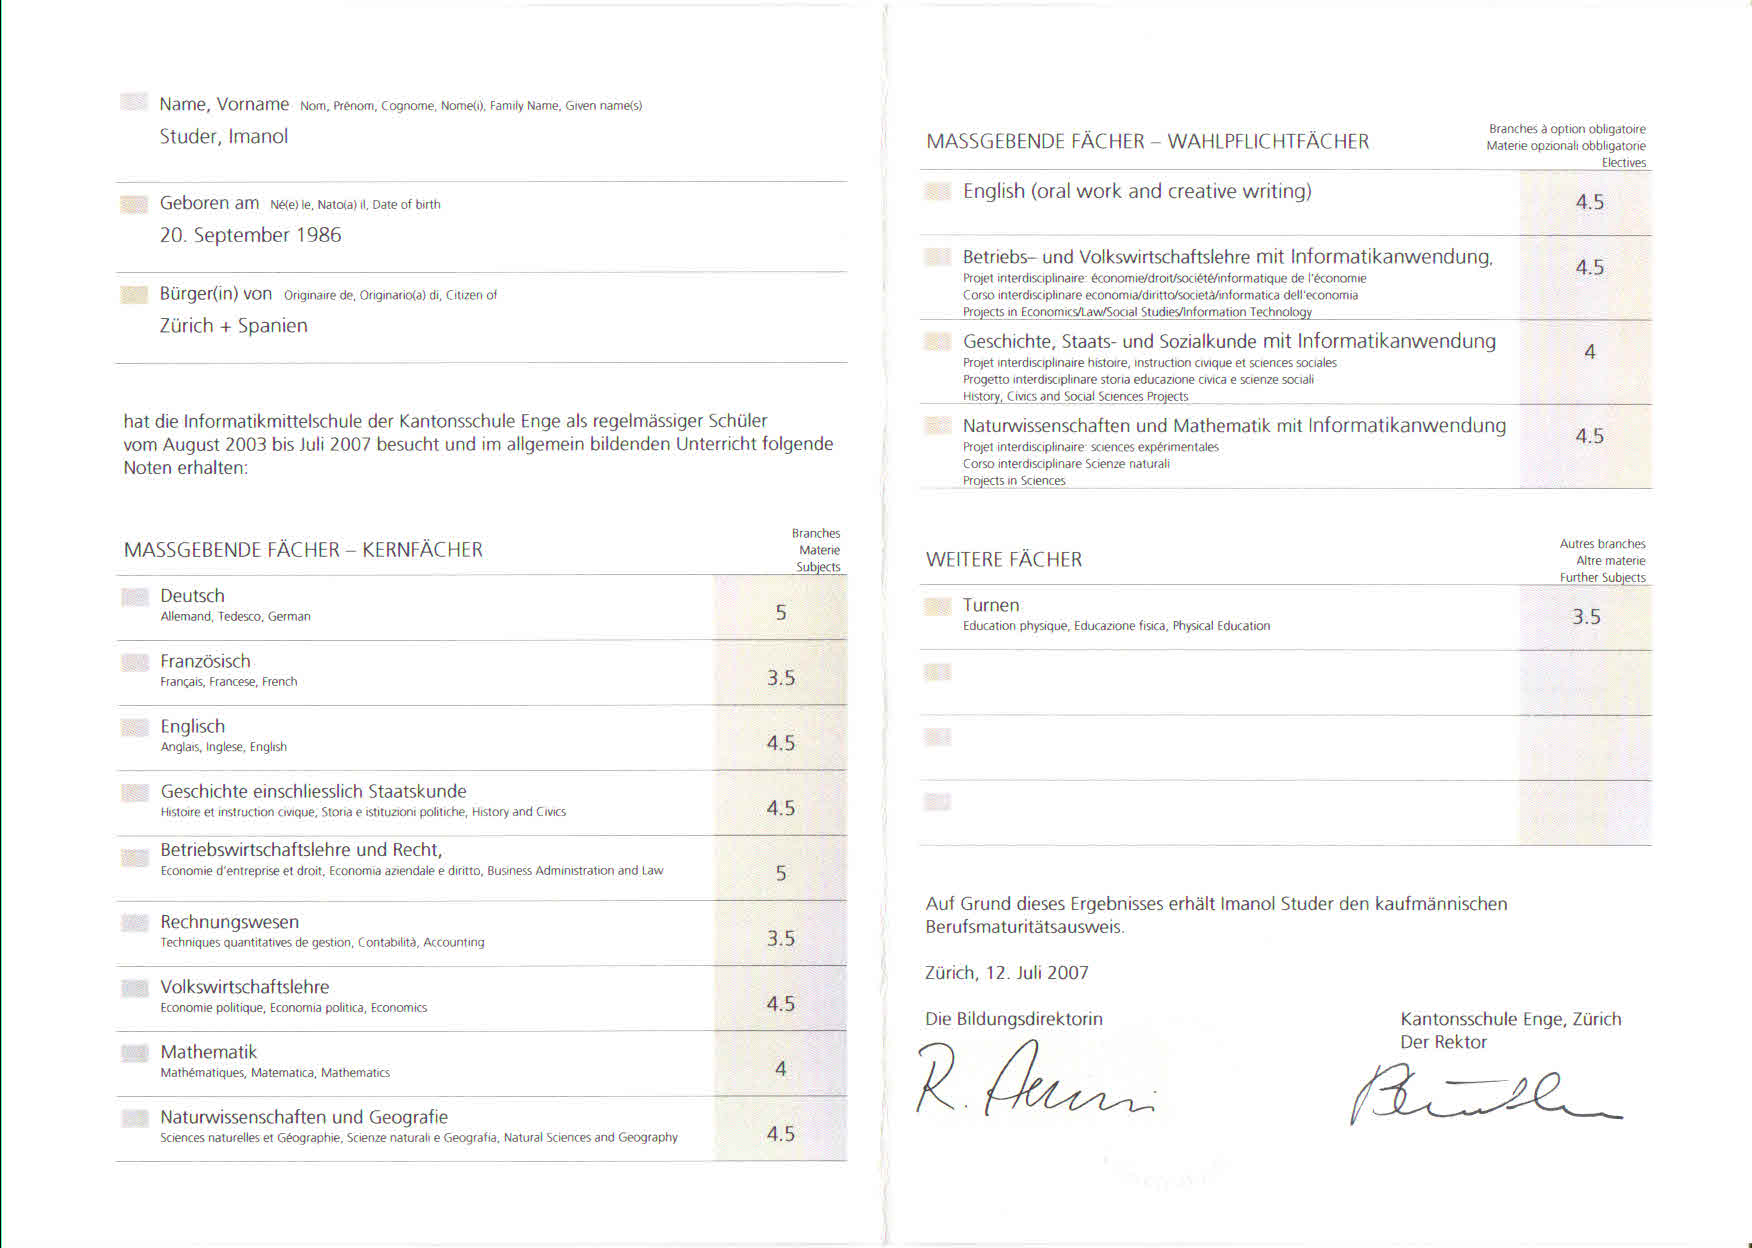 Name, Vorname Nom, Prénom, Cognome, Nome(i), Family Name, Given name(s)
Studer, Imanol
Geboren am Né(e) le, Nato(a) il, Date of birth
20. September 1986
Bürger(in) von Originaire de, Originario(a) di, Citizen of
Zürich + Spanien
hat die Informatikmittelschule der Kantonsschule Enge als regelmässiger Schüler
vom August 2003 bis Juli 2007 besucht und im allgemein bildenden Unterricht folgende
Noten erhalten:
Branches
MASSGEBENDE FÄCHER – KERNFÄCHER Materie
Subjects
Deutsch
Allemand, Tedesco, German
5
Französisch
Français, Francese, French
3.5
Englisch
Anglais, Inglese, English
4.5
Geschichte einschliesslich Staatskunde
Histoire et instruction civique, Storia e istituzioni politiche, History and Civics
4.5
Betriebswirtschaftslehre und Recht,
Economie d'entreprise et droit, Economia aziendale e diritto, Business Administration and Law
5
Rechnungswesen
Techniques quantitatives de gestion, Contabilità, Accounting
3.5
Volkswirtschaftslehre
Economie politique, Economia politica, Economics
4.5
Mathematik
Mathématiques, Matematica, Mathematics
4
Naturwissenschaften und Geografie
Sciences naturelles et Géographie, Scienze naturali e Geografia, Natural Sciences and Geography
4.5
Branches à option obligatoire
MASSGEBENDE FÄCHER – WAHLPFLICHTFÄCHER Materie opzionali obbligatorie
Electives
English (oral work and creative writing)
4.5
Betriebs– und Volkswirtschaftslehre mit Informatikanwendung,
4.5
Projet interdisciplinaire: économie/droit/société/informatique de l'économie
Corso interdisciplinare economia/diritto/società/informatica dell'economia
Projects in Economics/Law/Social Studies/Information Technology
Geschichte, Staats- und Sozialkunde mit Informatikanwendung
4
Projet interdisciplinaire histoire, instruction civique et sciences sociales
Progetto interdisciplinare storia educazione civica e scienze sociali
History, Civics and Social Sciences Projects
Naturwissenschaften und Mathematik mit Informatikanwendung
4.5
Projet interdisciplinaire: sciences expérimentales
Corso interdisciplinare Scienze naturali
Projects in Sciences
Autres branches
WEITERE FÄCHER Altre materie
Further Subjects
Turnen
Education physique, Educazione fisica, Physical Education
3.5
Auf Grund dieses Ergebnisses erhält Imanol Studer den kaufmännischen
Berufsmaturitätsausweis.
Zürich, 12. Juli 2007
Die Bildungsdirektorin
Kantonsschule Enge, Zürich
Der Rektor
R.